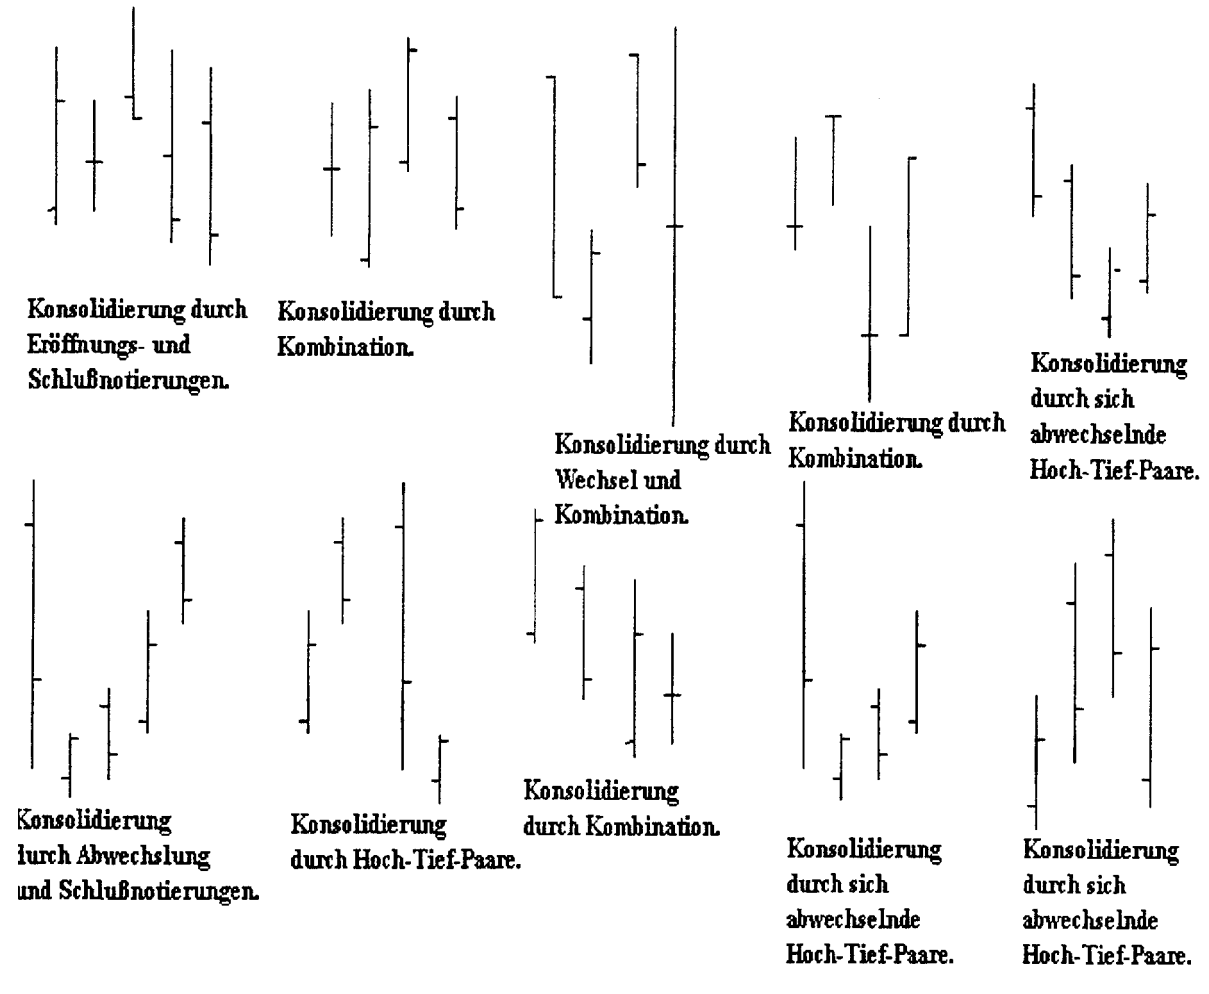 Konsolidierung durch
Eröffnungs- und
Schlußnotierungen.
Konsolidierung durch
Kombination.
Konsolidierung durch
Wechsel und
Kombination.
Konsolidierung durch
Kombination.
Konsolidierung
durch sich
abwechselnde
Hoch-Tief-Paare.
Konsolidierung
durch Abwechslung
und Schlußnotierungen.
Konsolidierung
durch Hoch-Tief-Paare.
Konsolidierung
durch Kombination.
Konsolidierung
durch sich
abwechselnde
Hoch-Tief-Paare.
Konsolidierung
durch sich
abwechselnde
Hoch-Tief-Paare.